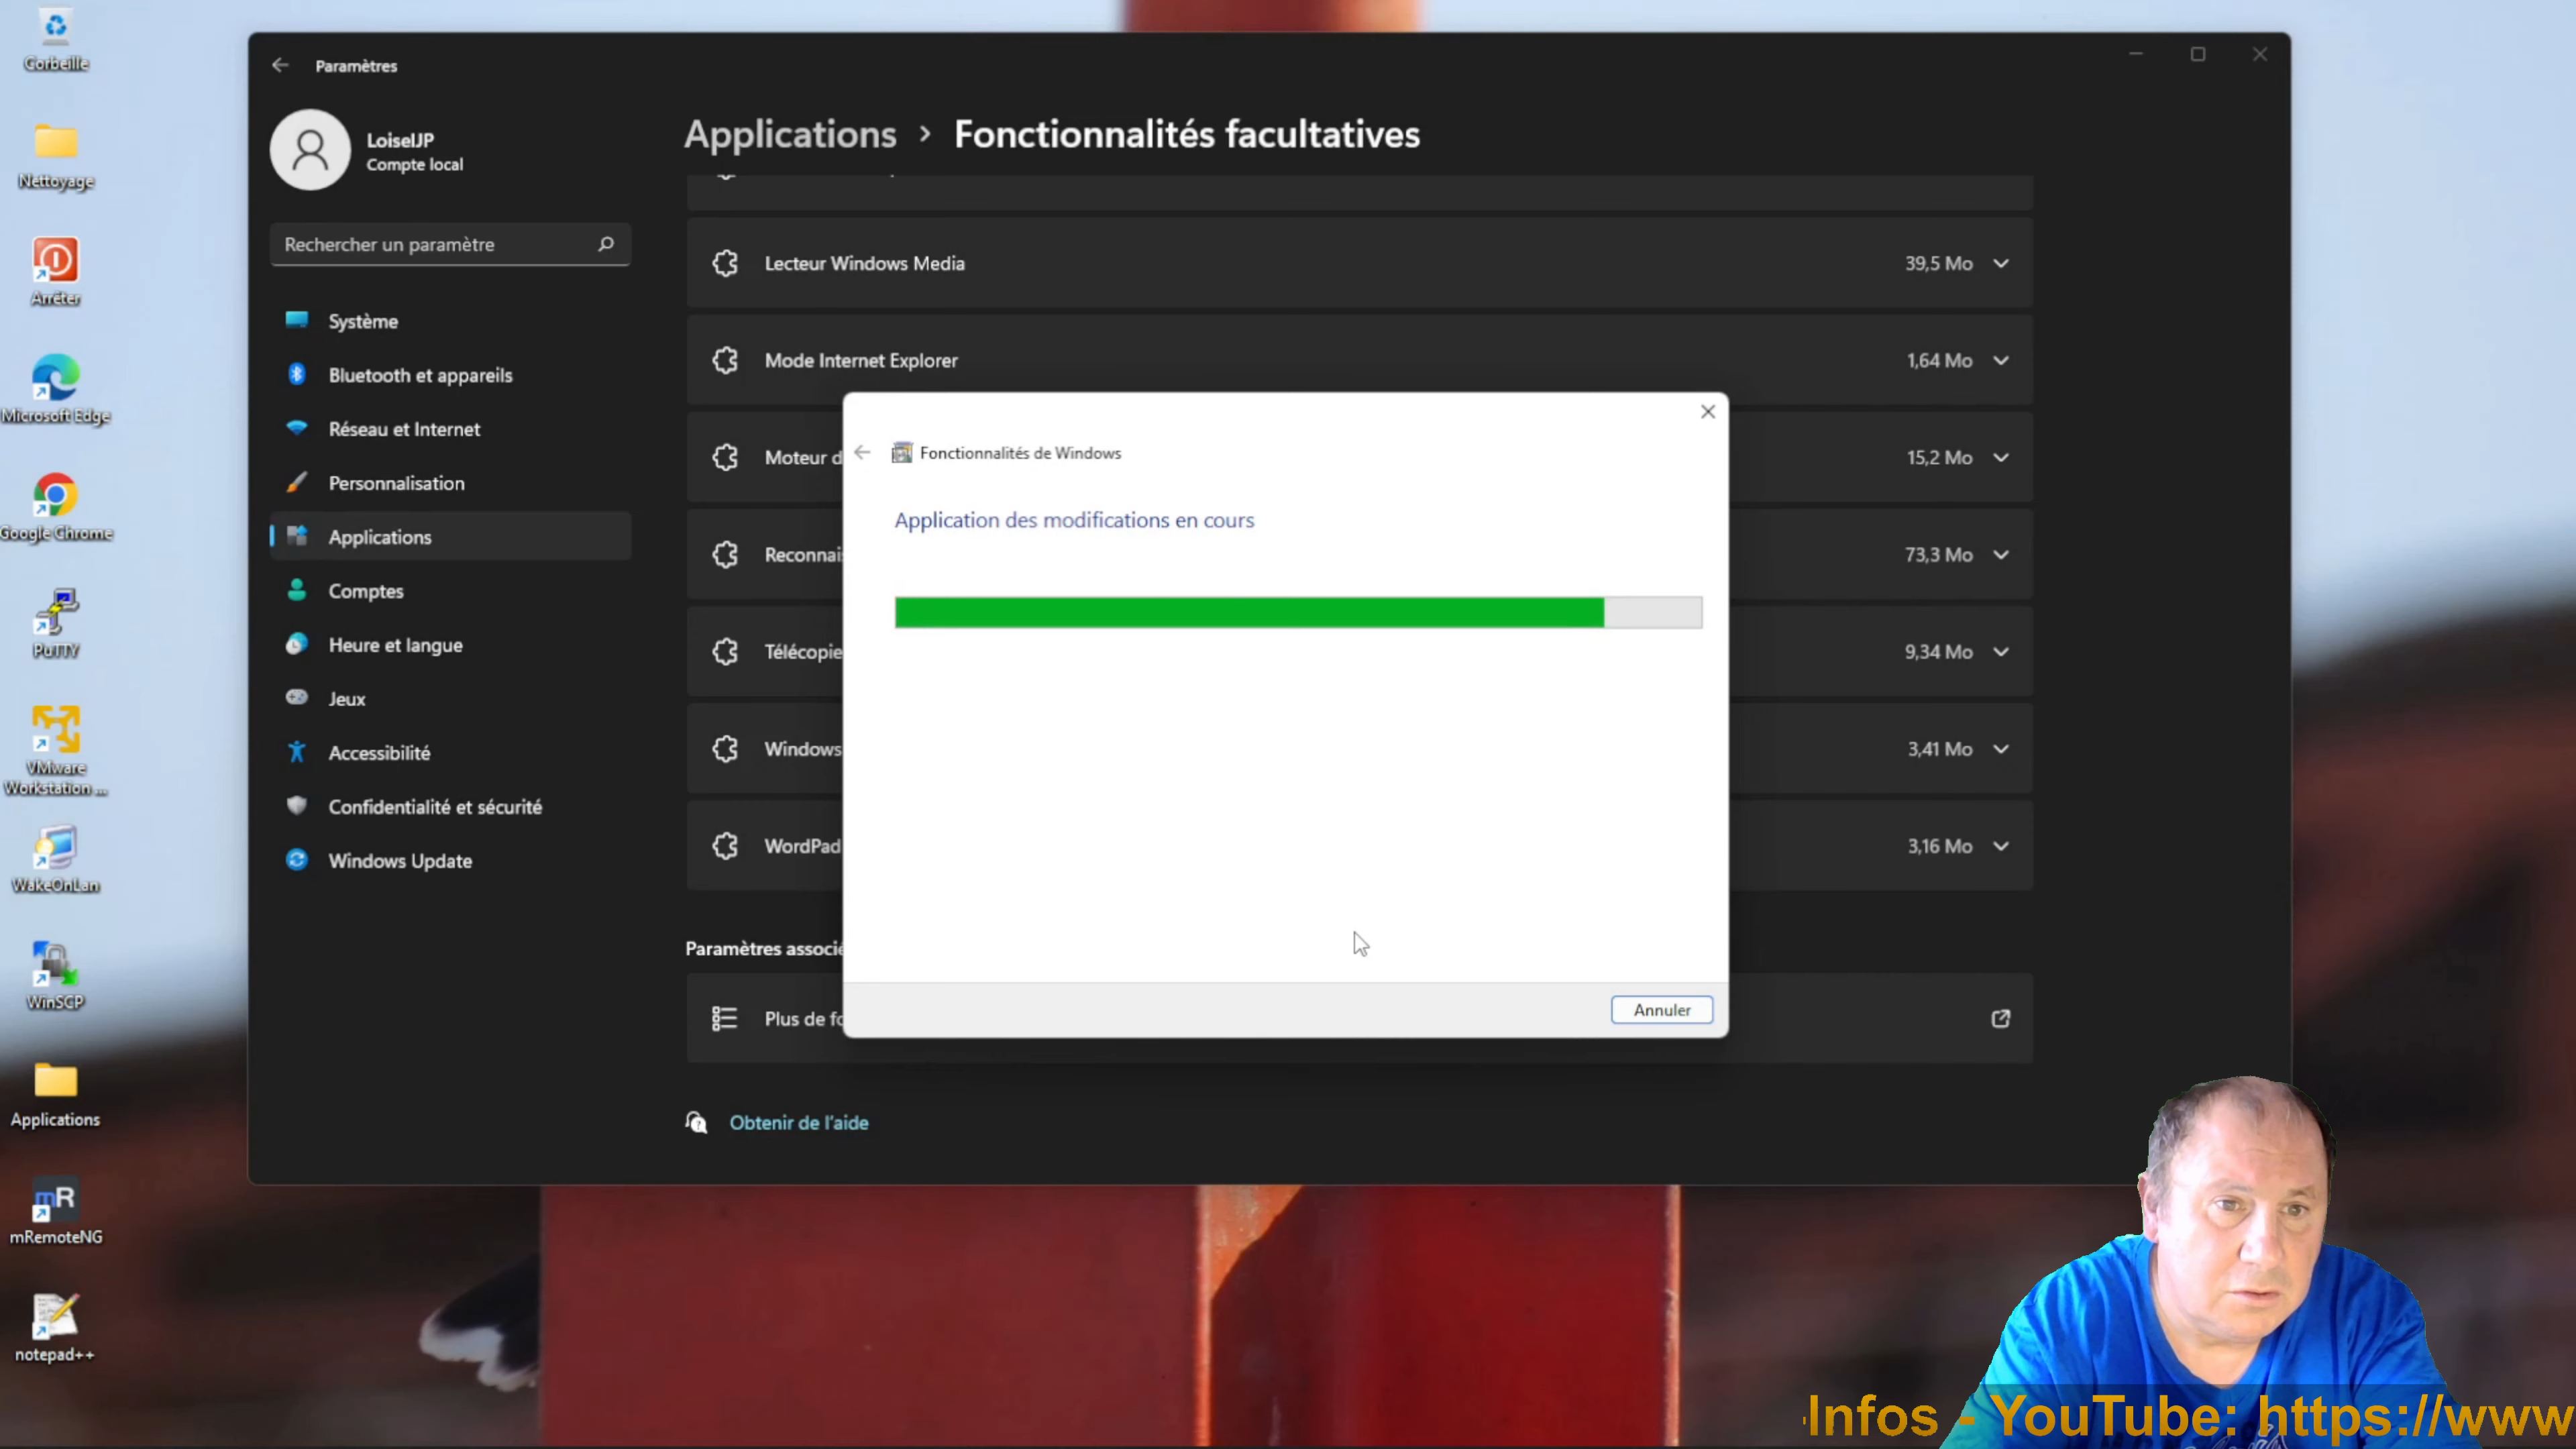 Corbeille
Nettoyage
Arrêter
Microsoft Edge
Google Chrome
PuTTY
VMware
Workstation ...
WakeOnLan
WinSCP
Applications
mRemoteNG
notepad++
Paramètres
LoiselJP
Compte local
Rechercher un paramètre
Système
Bluetooth et appareils
Réseau et Internet
Personnalisation
Applications
Comptes
Heure et langue
Jeux
Accessibilité
Confidentialité et sécurité
Windows Update
Applications > Fonctionnalités facultatives
Lecteur Windows Media 39,5 Mo
Mode Internet Explorer 1,64 Mo
Moteur d 15,2 Mo
Reconnais 73,3 Mo
Télécopie 9,34 Mo
Windows 3,41 Mo
WordPad 3,16 Mo
Paramètres associé
Plus de fo
Obtenir de l'aide
Fonctionnalités de Windows
Application des modifications en cours
Annuler
Infos - YouTube: https://www